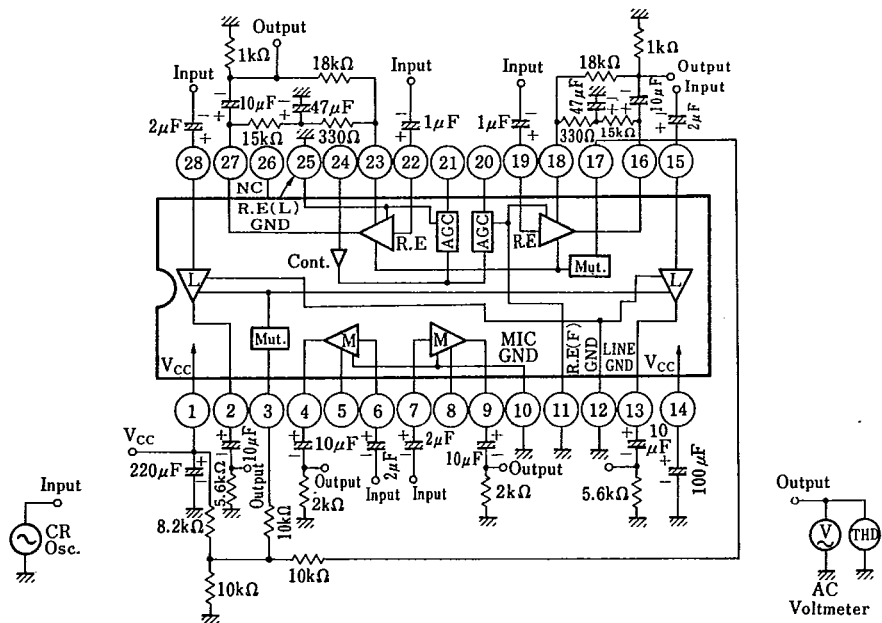 Output
1kΩ
18kΩ
Input
10μF
47μF
2μF
15kΩ
330Ω
Input
1μF
Input
1μF
1kΩ
18kΩ
Output
Input
47μF
10μF
2μF
330Ω
15kΩ
28 27 26 25 24 23 22 21 20 19 18 17 16 15
NC
R.E(L)
GND
R.E
AGC
AGC
R.E
Cont.
Mut.
L
L
Mut.
M
M
MIC
GND
R.E(F)
GND
LINE
GND
VCC
VCC
1 2 3 4 5 6 7 8 9 10 11 12 13 14
VCC
220μF
10μF
5.6kΩ
Output
10μF
Output
2kΩ
2μF
Input
2μF
Input
10μF
Output
2kΩ
10
μF
5.6kΩ
100μF
Input
CR
Osc.
8.2kΩ
10kΩ
10kΩ
10kΩ
Output
V
THD
AC
Voltmeter